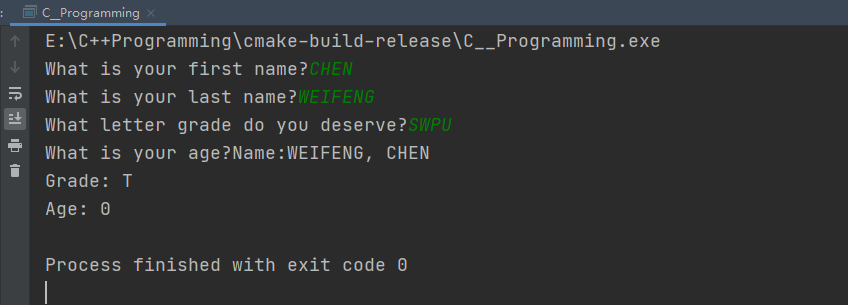 C__Programming
E:\C++Programming\cmake-build-release\C__Programming.exe
What is your first name?CHEN
What is your last name?WEIFENG
What letter grade do you deserve?SWPU
What is your age?Name:WEIFENG, CHEN
Grade: T
Age: 0
Process finished with exit code 0